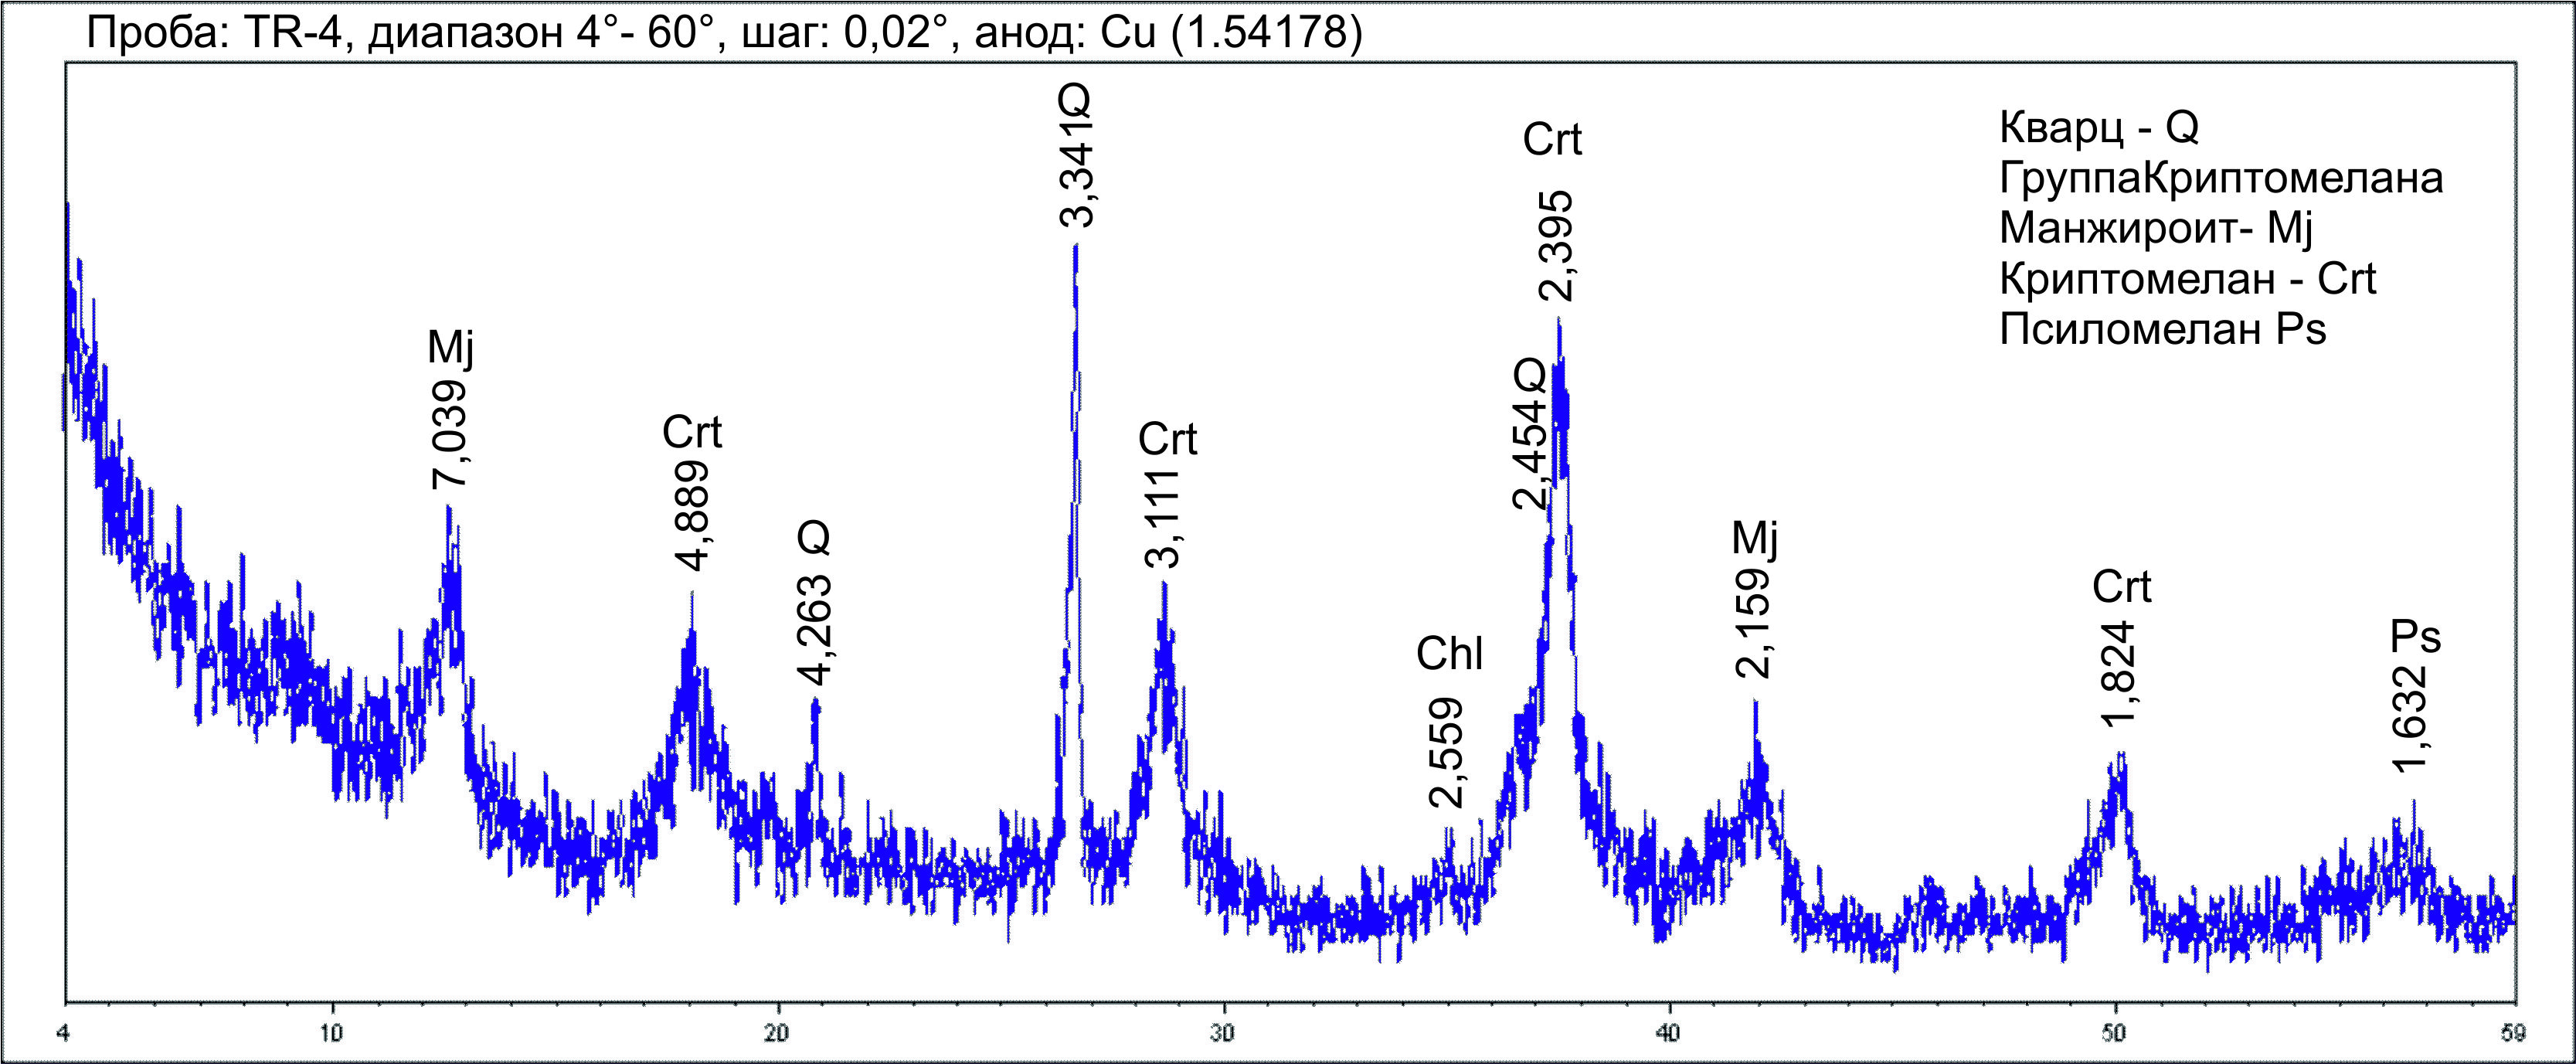 Проба: TR-4, диапазон 4°- 60°, шаг: 0,02°, анод: Cu (1.54178)
Кварц - Q
ГруппаКриптомелана
Манжироит- Mj
Криптомелан - Crt
Псиломелан Ps
7,039 Mj
4,889 Crt
4,263 Q
3,341Q
3,111 Crt
2,559 Chl
2,454Q
2,395 Crt
2,159 Mj
1,824 Crt
1,632 Ps
4 10 20 30 40 50 59